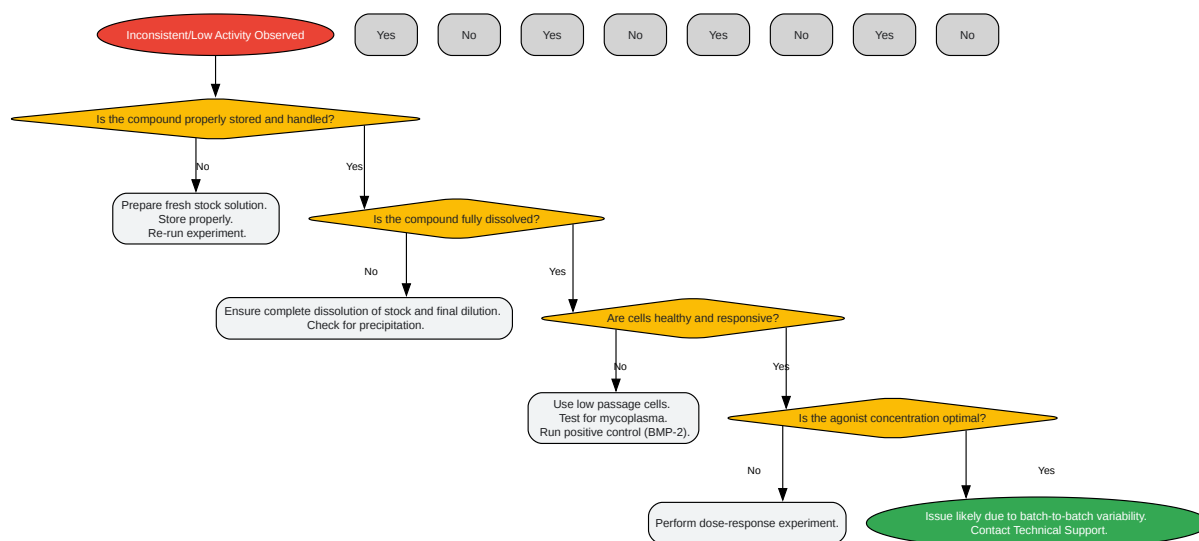 Inconsistent/Low Activity Observed
Yes
No
Yes
No
Yes
No
Yes
No
Is the compound properly stored and handled?
No
Yes
Prepare fresh stock solution.
Store properly.
Re-run experiment.
Is the compound fully dissolved?
No
Yes
Ensure complete dissolution of stock and final dilution.
Check for precipitation.
Are cells healthy and responsive?
No
Yes
Use low passage cells.
Test for mycoplasma.
Run positive control (BMP-2).
Is the agonist concentration optimal?
No
Yes
Perform dose-response experiment.
Issue likely due to batch-to-batch variability.
Contact Technical Support.